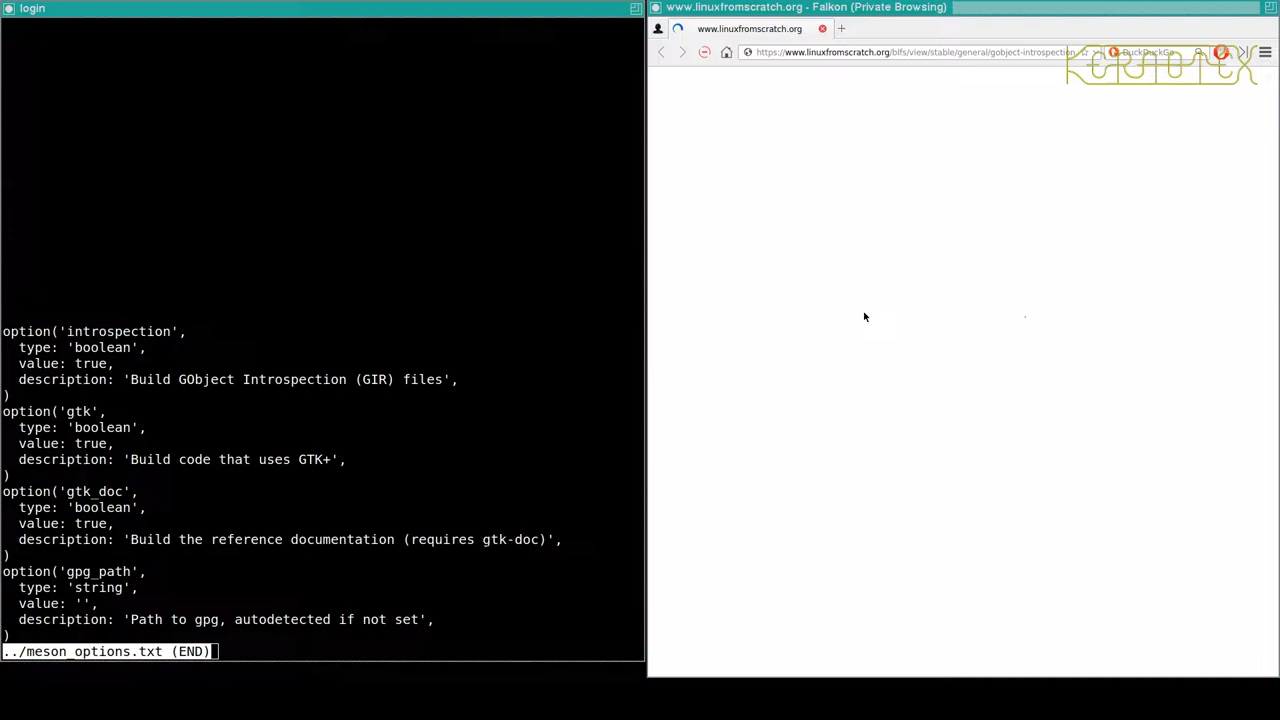 login
option('introspection',
type: 'boolean',
value: true,
description: 'Build GObject Introspection (GIR) files',
)
option('gtk',
type: 'boolean',
value: true,
description: 'Build code that uses GTK+',
)
option('gtk_doc',
type: 'boolean',
value: true,
description: 'Build the reference documentation (requires gtk-doc)',
)
option('gpg_path',
type: 'string',
value: '',
description: 'Path to gpg, autodetected if not set',
)
../meson_options.txt (END)
www.linuxfromscratch.org - Falkon (Private Browsing)
www.linuxfromscratch.org
https://www.linuxfromscratch.org/blfs/view/stable/general/gobject-introspection
DuckDuckGo